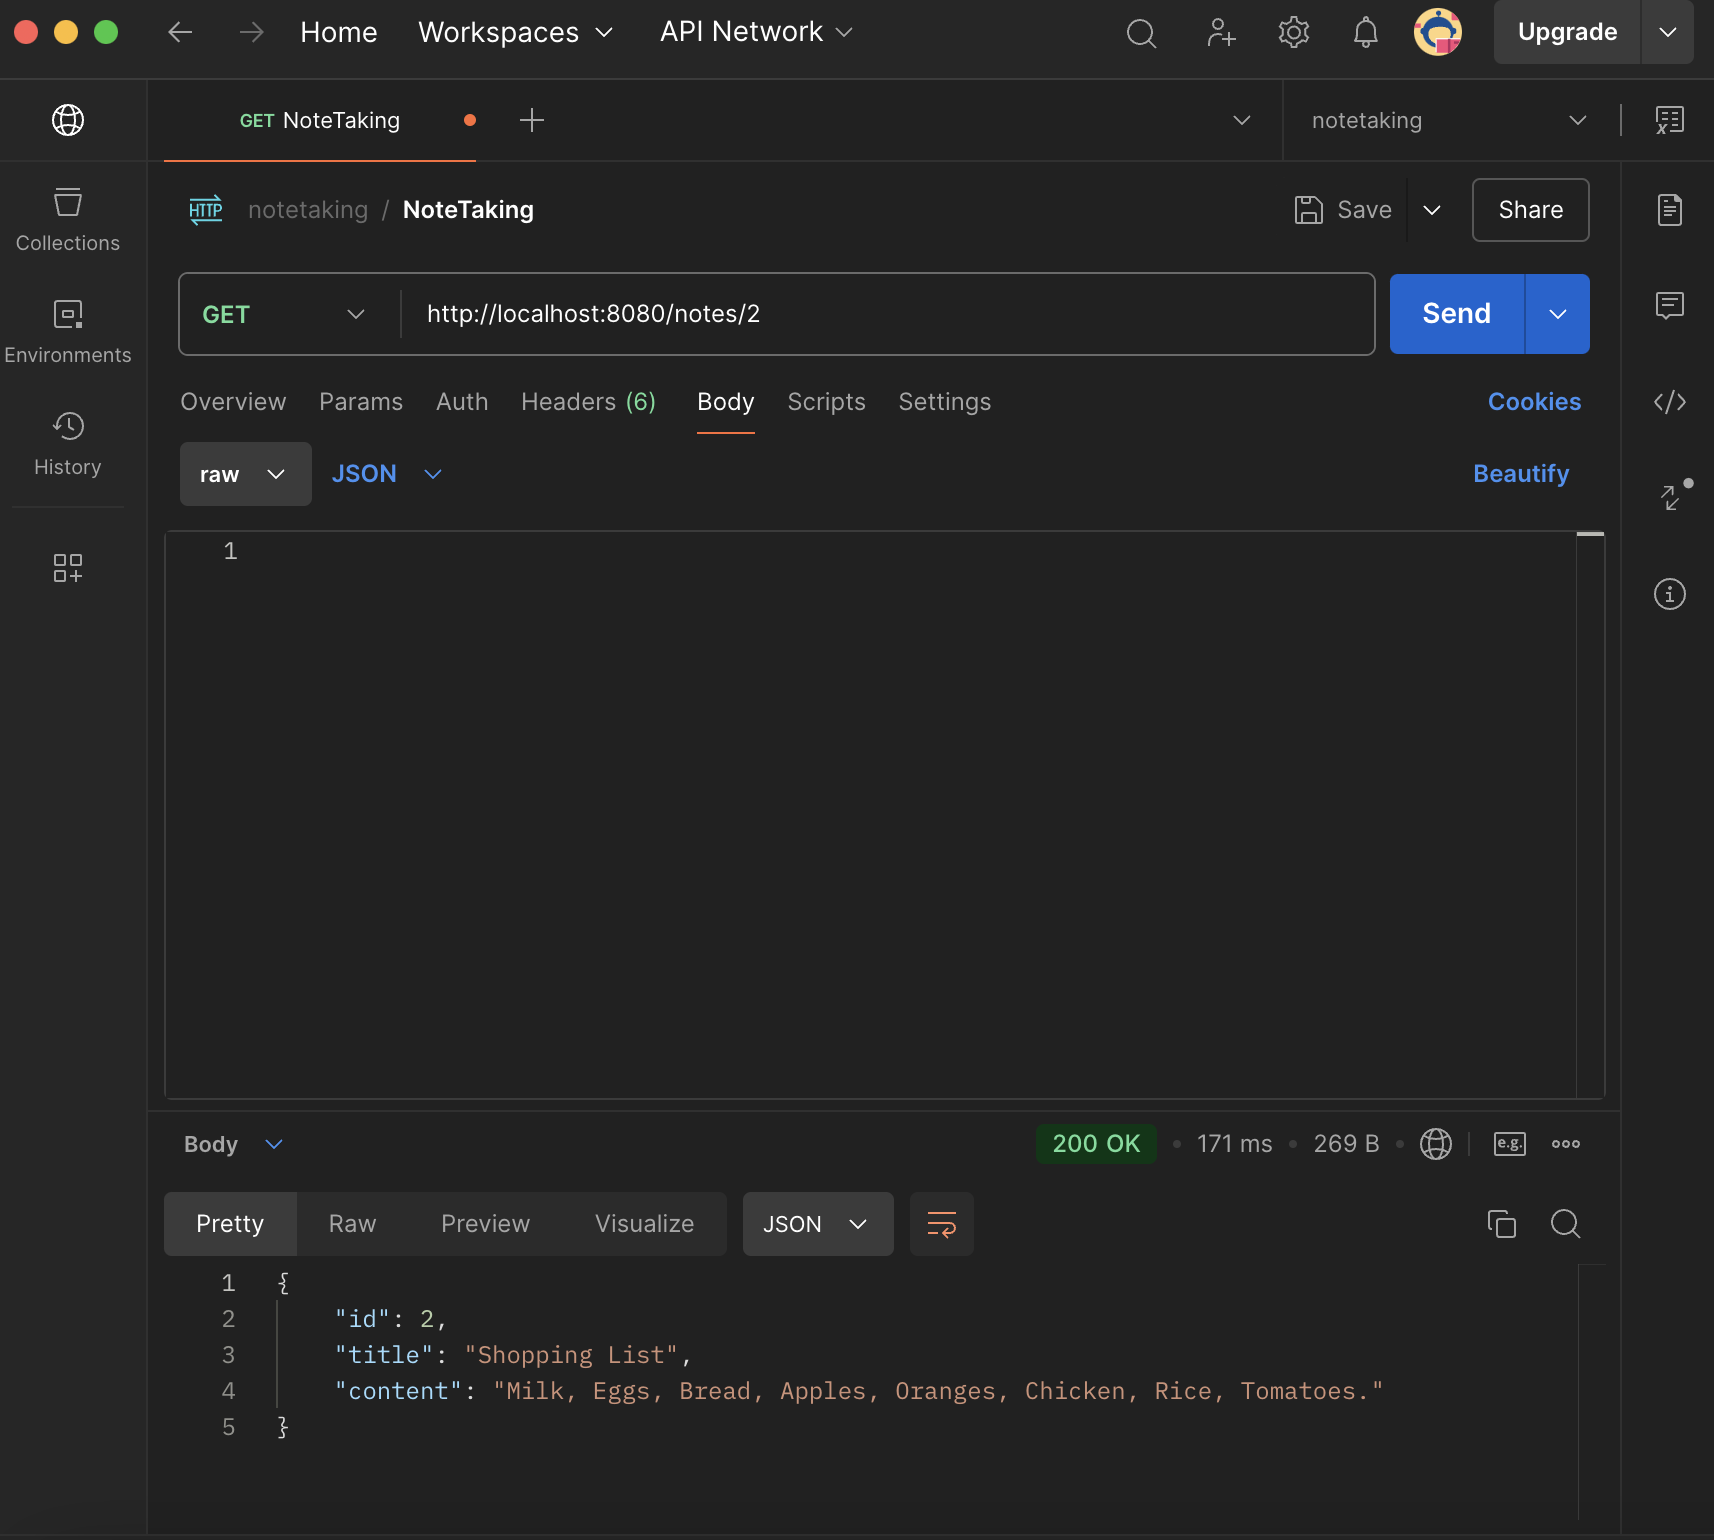 Home Workspaces API Network Upgrade
GET NoteTaking notetaking
HTTP notetaking / NoteTaking Save Share
Collections
GET http://localhost:8080/notes/2 Send
Environments
Overview Params Auth Headers (6) Body Scripts Settings Cookies
History
raw JSON Beautify
1
Body 200 OK 171 ms 269 B e.g.
Pretty Raw Preview Visualize JSON
1 {
2 "id": 2,
3 "title": "Shopping List",
4 "content": "Milk, Eggs, Bread, Apples, Oranges, Chicken, Rice, Tomatoes."
5 }